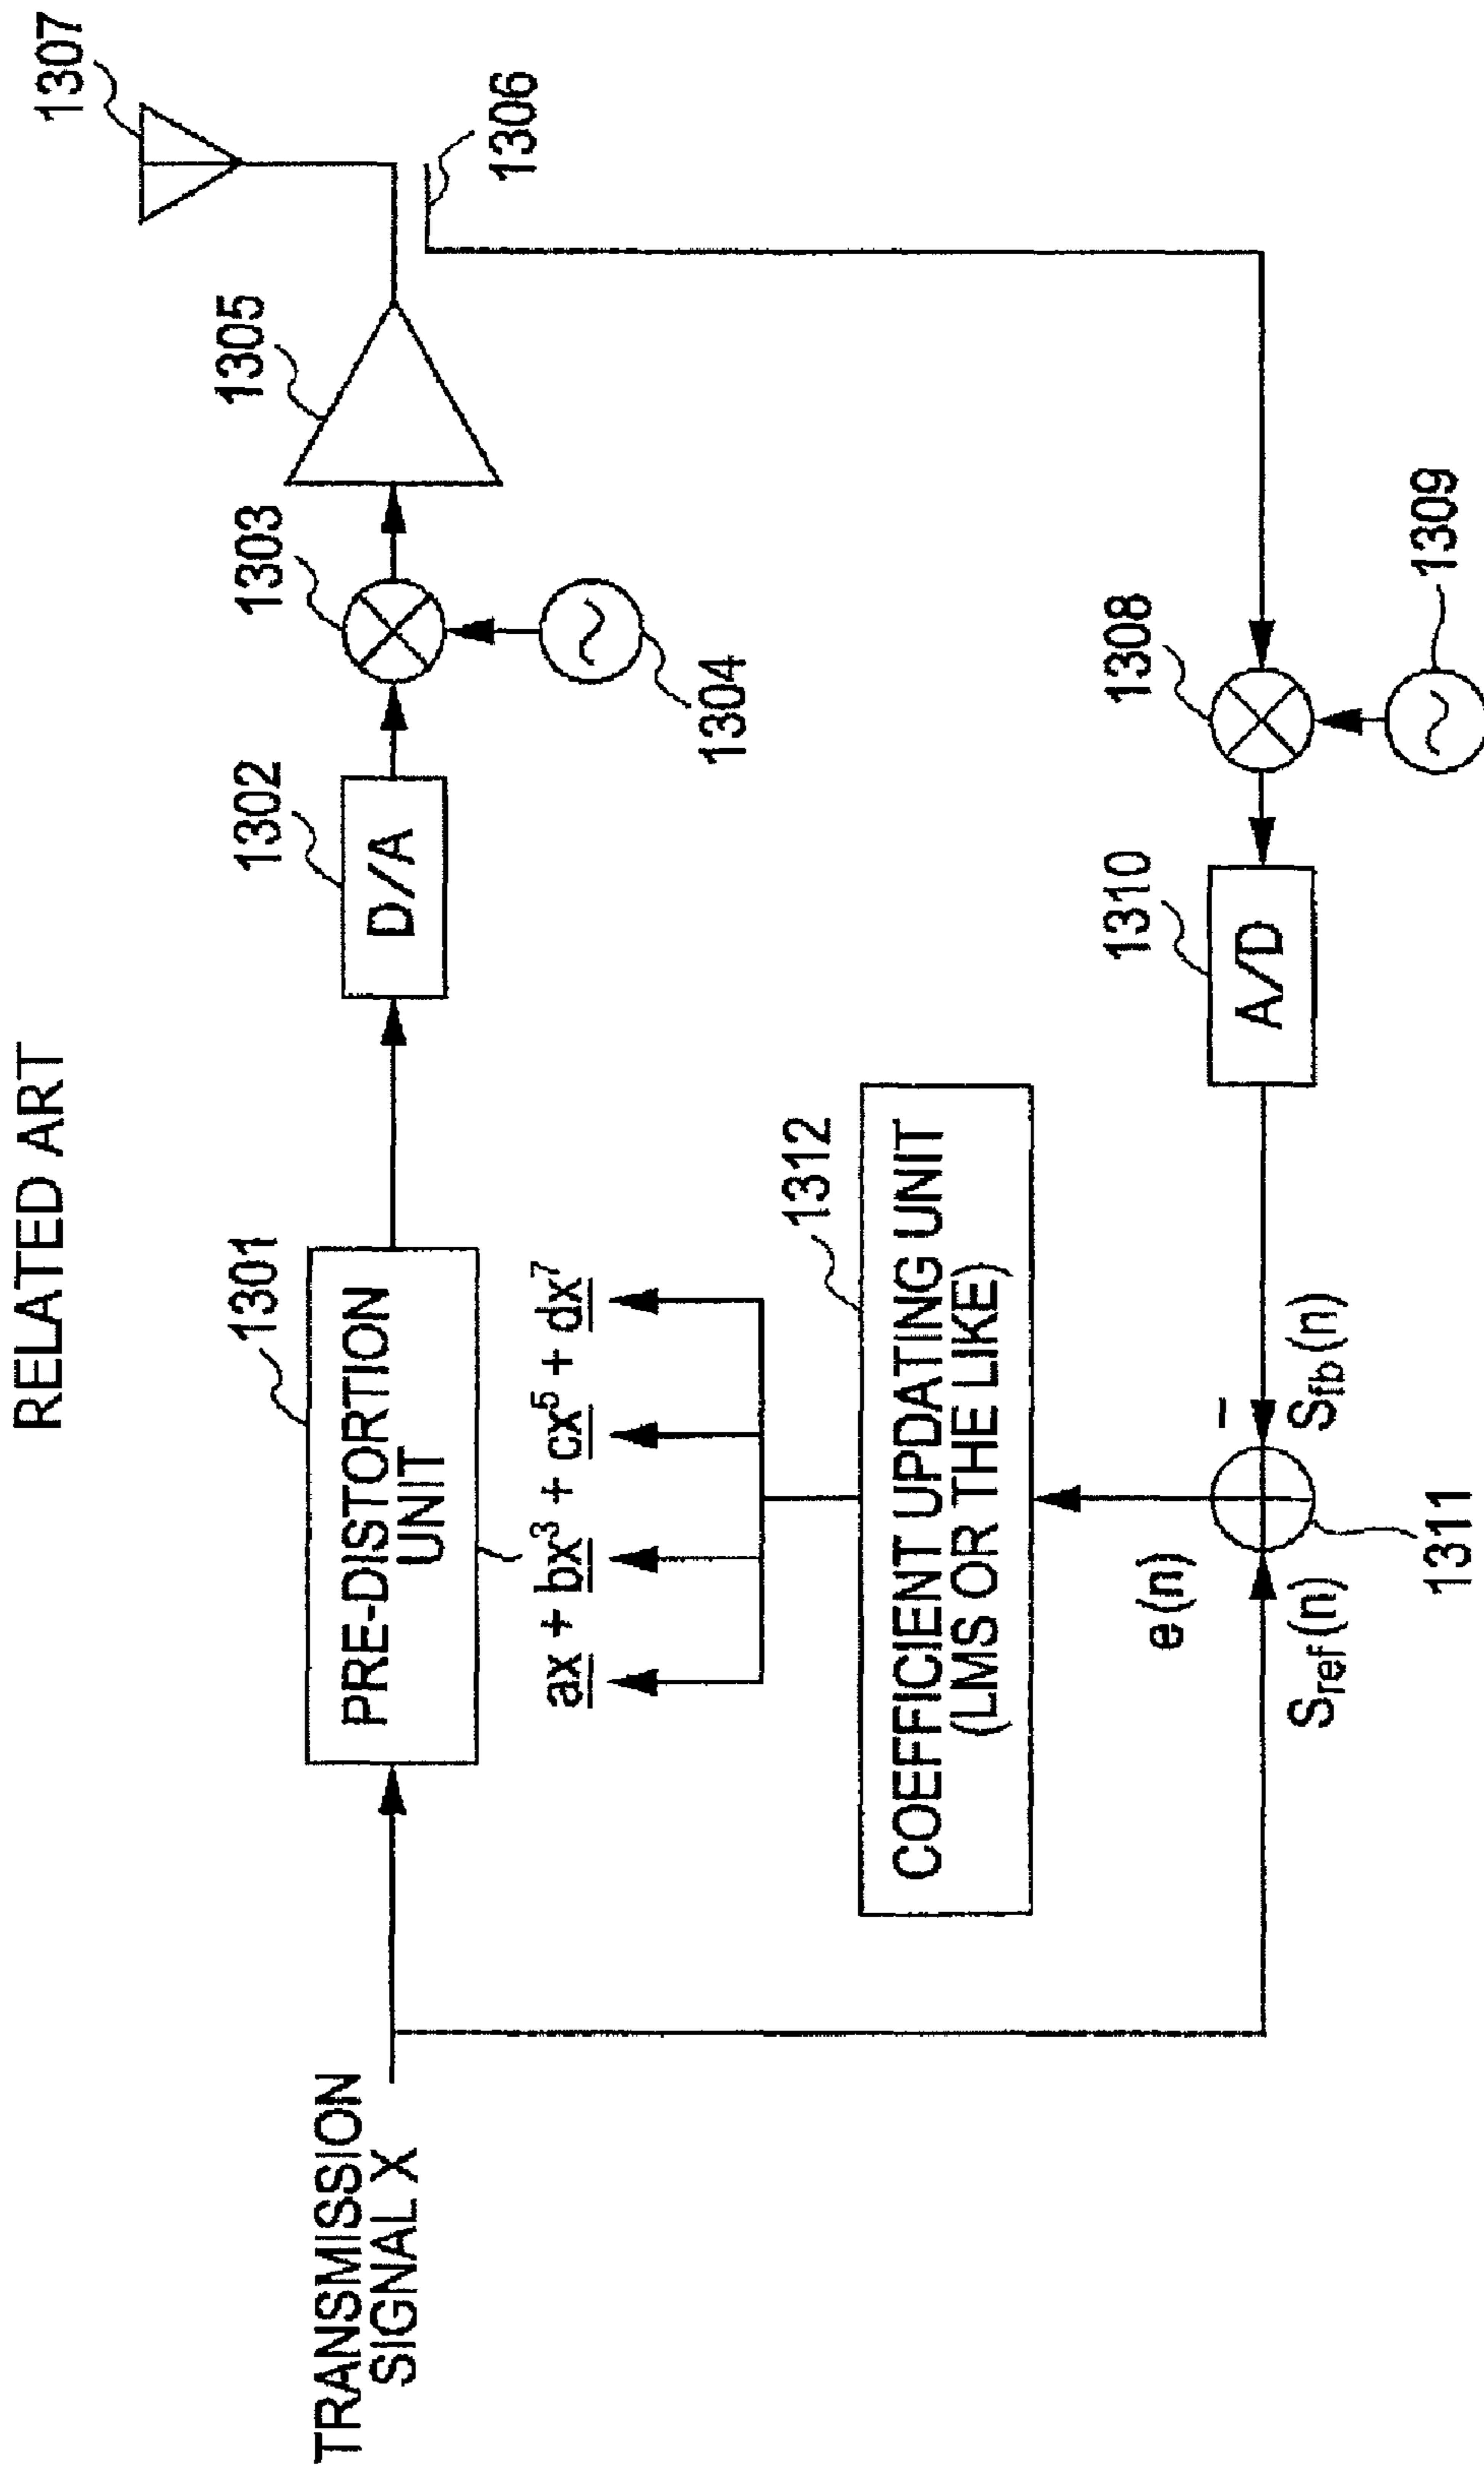 RELATED ART
TRANSMISSION
SIGNAL X
1301
PRE-DISTORTION
UNIT
1302
D/A
1303
1304
1305
1306
1307
ax + bx³ + cx⁵ + dx⁷
1312
COEFFICIENT UPDATING UNIT
(LMS OR THE LIKE)
1308
1309
1310
A/D
e(n)
Sref(n)
−
Sfb(n)
1311